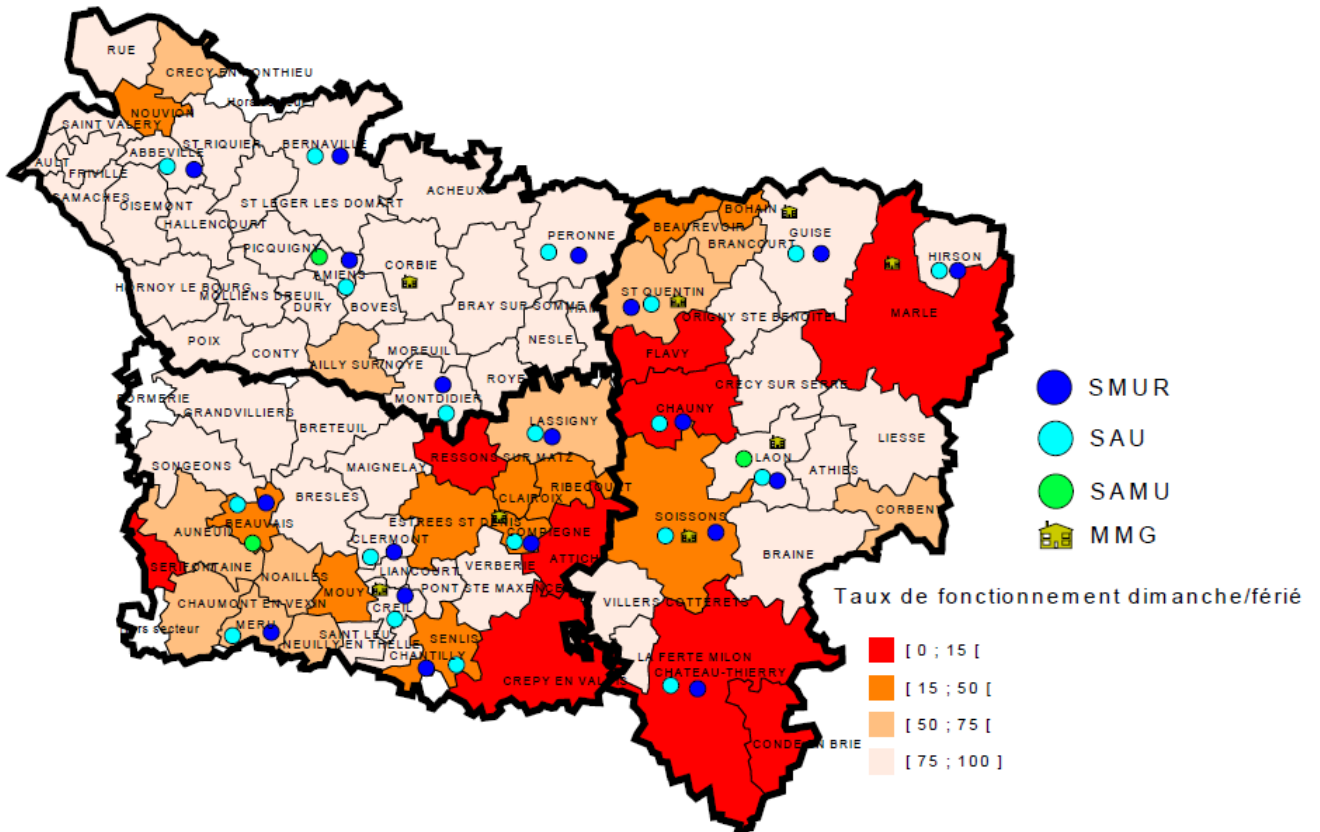 RUE
CRECY EN PONTHIEU
NOUVION
SAINT VALERY
ABBEVILLE
ST RIQUIER
BERNAVILLE
AULT
FRIVILLE
GAMACHES
OISEMONT
HALLENCOURT
ST LEGER LES DOMART
ACHEUX
PICQUIGNY
AMIENS
CORBIE
PERONNE
HORNOY LE BOURG
MOLLIENS DREUIL
DURY
BOVES
BRAY SUR SOMME
HAM
POIX
CONTY
AILLY SUR NOYE
MOREUIL
NESLE
ROYE
MONTDIDIER
BEAUREVOIR
BOHAIN
BRANCOURT
GUISE
HIRSON
ST QUENTIN
ORIGNY STE BENOITE
MARLE
FLAVY
CRECY SUR SERRE
CHAUNY
LAON
LIESSE
ATHIES
CORBENY
SOISSONS
BRAINE
VILLERS COTTERETS
LA FERTE MILON
CHATEAU-THIERRY
CONDE EN BRIE
FORMERIE
GRANDVILLIERS
BRETEUIL
LASSIGNY
SONGEONS
MAIGNELAY
RESSONS SUR MATZ
BRESLES
RIBECOURT
CLAIROIX
AUNEUIL
BEAUVAIS
ESTREES ST DENIS
COMPIEGNE
CLERMONT
ATTICHY
SERIFONTAINE
NOAILLES
LIANCOURT
VERBERIE
MOUY
PONT STE MAXENCE
CHAUMONT EN VEXIN
CREIL
Hors secteur
MERU
SAINT LEU
NEUILLY EN THELLE
SENLIS
CHANTILLY
CREPY EN VALOIS
SMUR
SAU
SAMU
MMG
Taux de fonctionnement dimanche/férié
[ 0 ; 15 [
[ 15 ; 50 [
[ 50 ; 75 [
[ 75 ; 100 ]